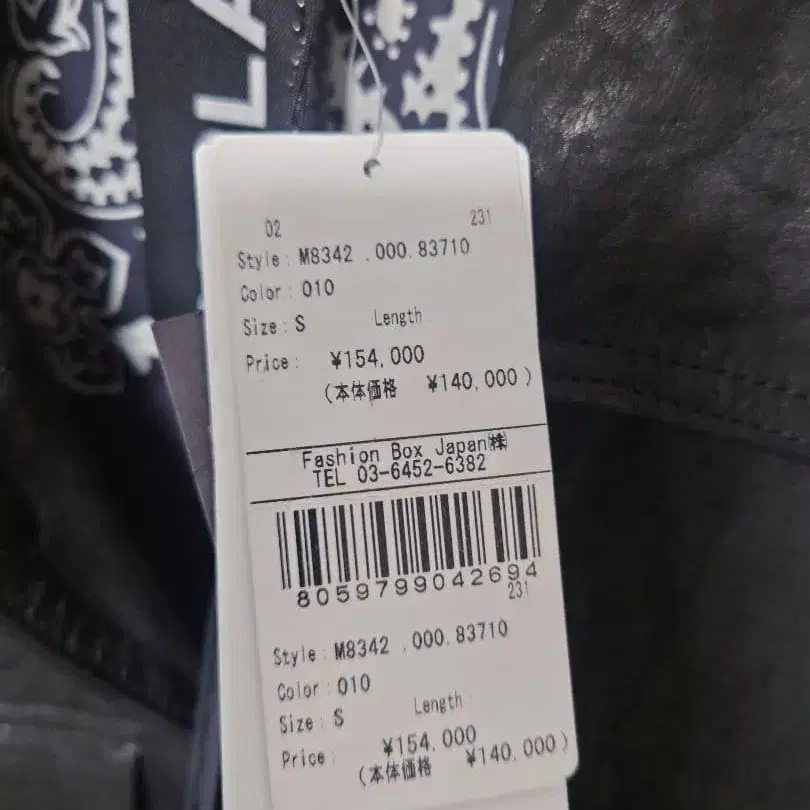 LA
02 231
Style : M8342 .000.83710
Color : 010
Size : S Length
Price : ¥154,000
(本体価格 ¥140,000)
Fashion Box Japan㈱
TEL 03-6452-6382
8059799042694
231
Style : M8342 .000.83710
Color : 010
Size : S Length
Price : ¥154,000
(本体価格 ¥140,000)